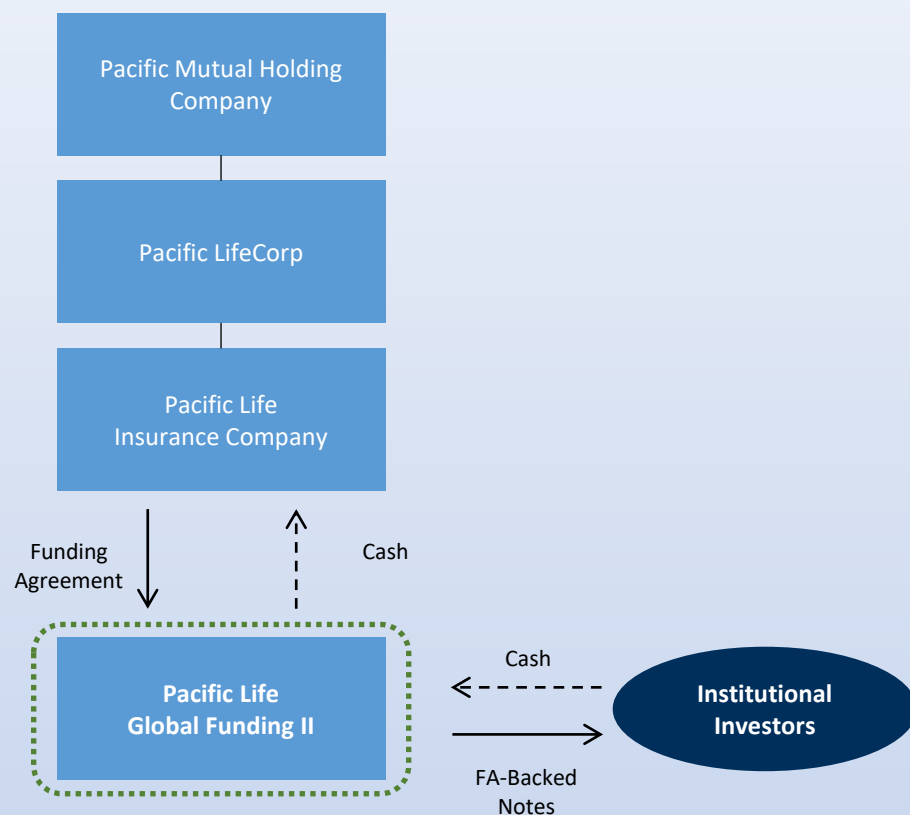 Pacific Mutual Holding
Company
Pacific LifeCorp
Pacific Life
Insurance Company
Funding
Agreement
Cash
Pacific Life
Global Funding II
Cash
FA-Backed
Notes
Institutional
Investors